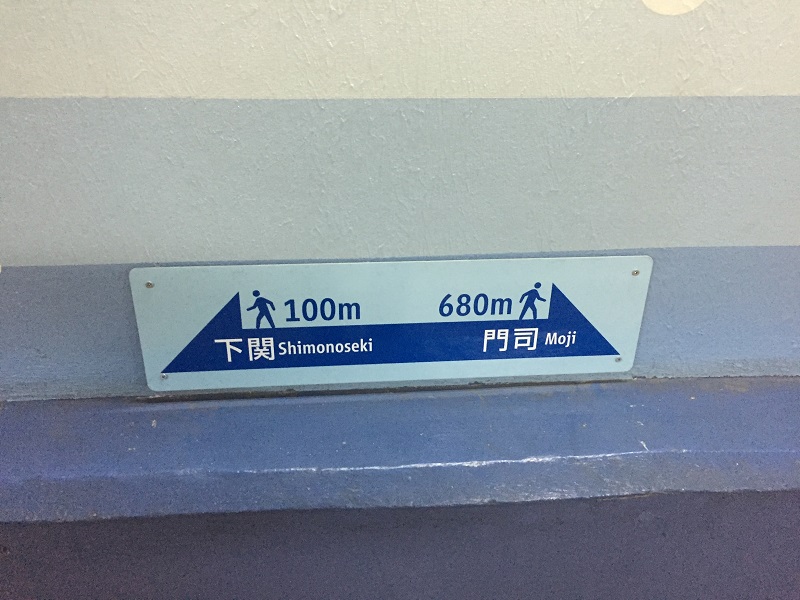 100m 680m
下関 Shimonoseki 門司 Moji